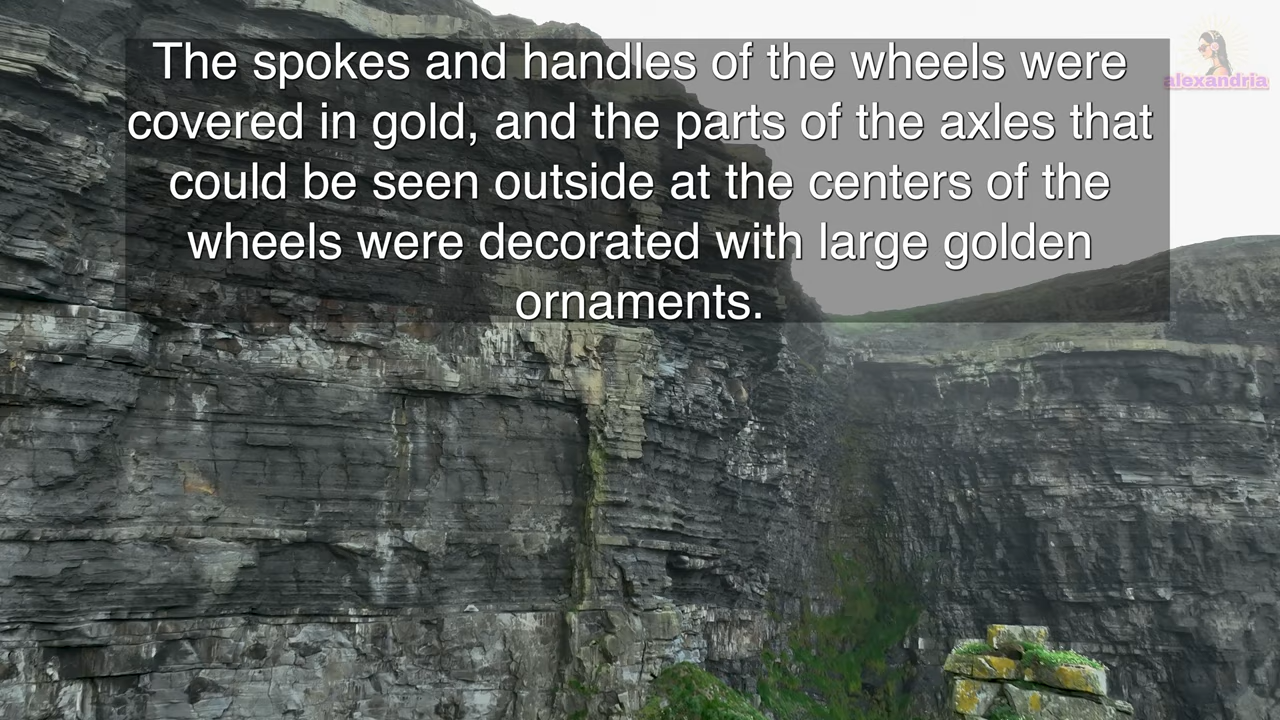 The spokes and handles of the wheels were
covered in gold, and the parts of the axles that
could be seen outside at the centers of the
wheels were decorated with large golden
ornaments.
alexandria